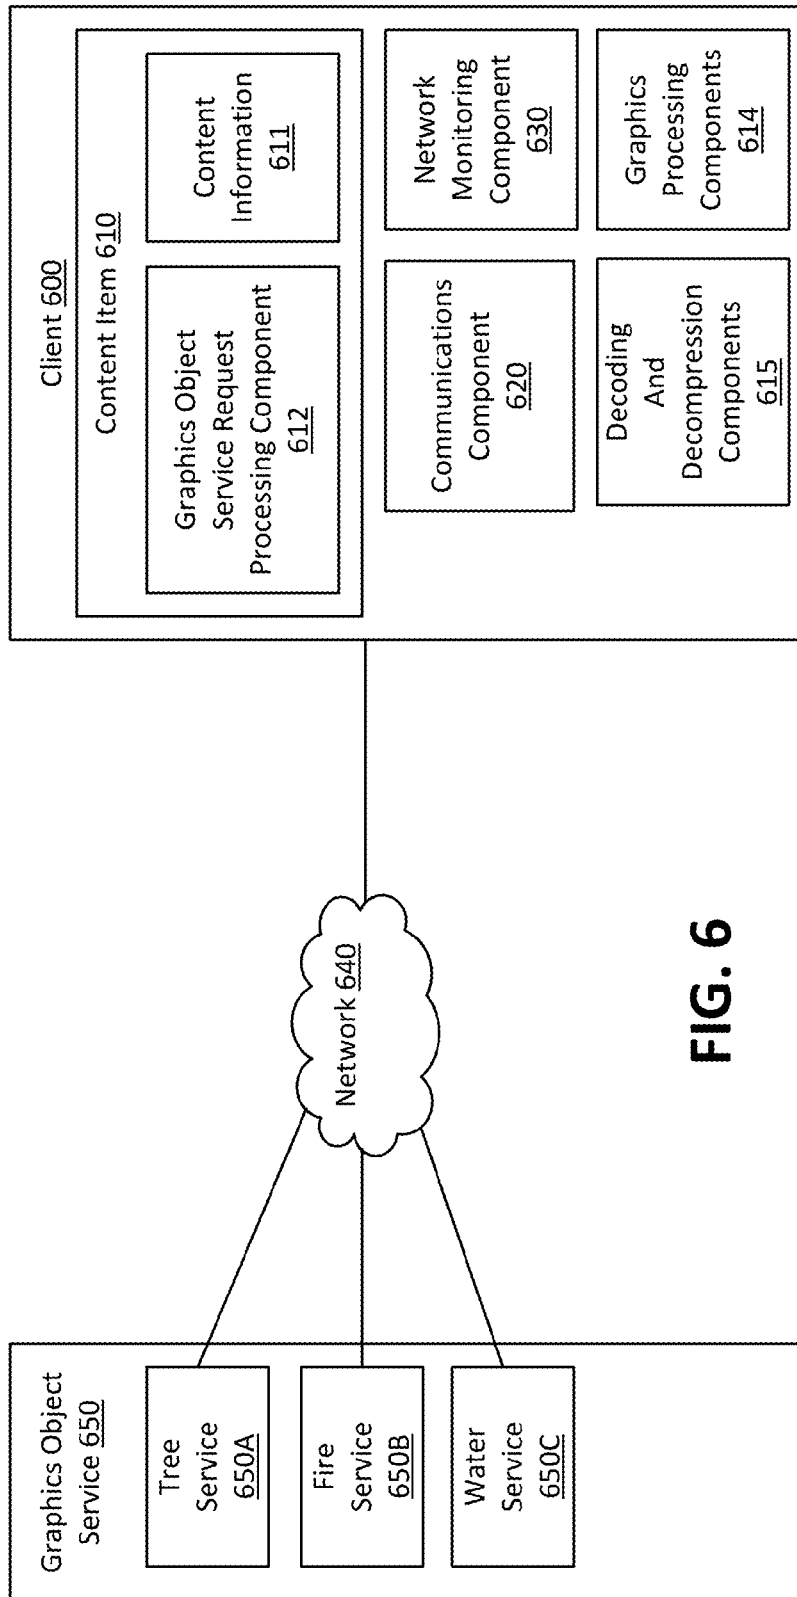 Graphics Object
Service 650
Tree
Service
650A
Fire
Service
650B
Water
Service
650C
Network 640
Client 600
Content Item 610
Graphics Object
Service Request
Processing Component
612
Content
Information
611
Communications
Component
620
Network
Monitoring
Component
630
Decoding
And
Decompression
Components
615
Graphics
Processing
Components
614
FIG. 6